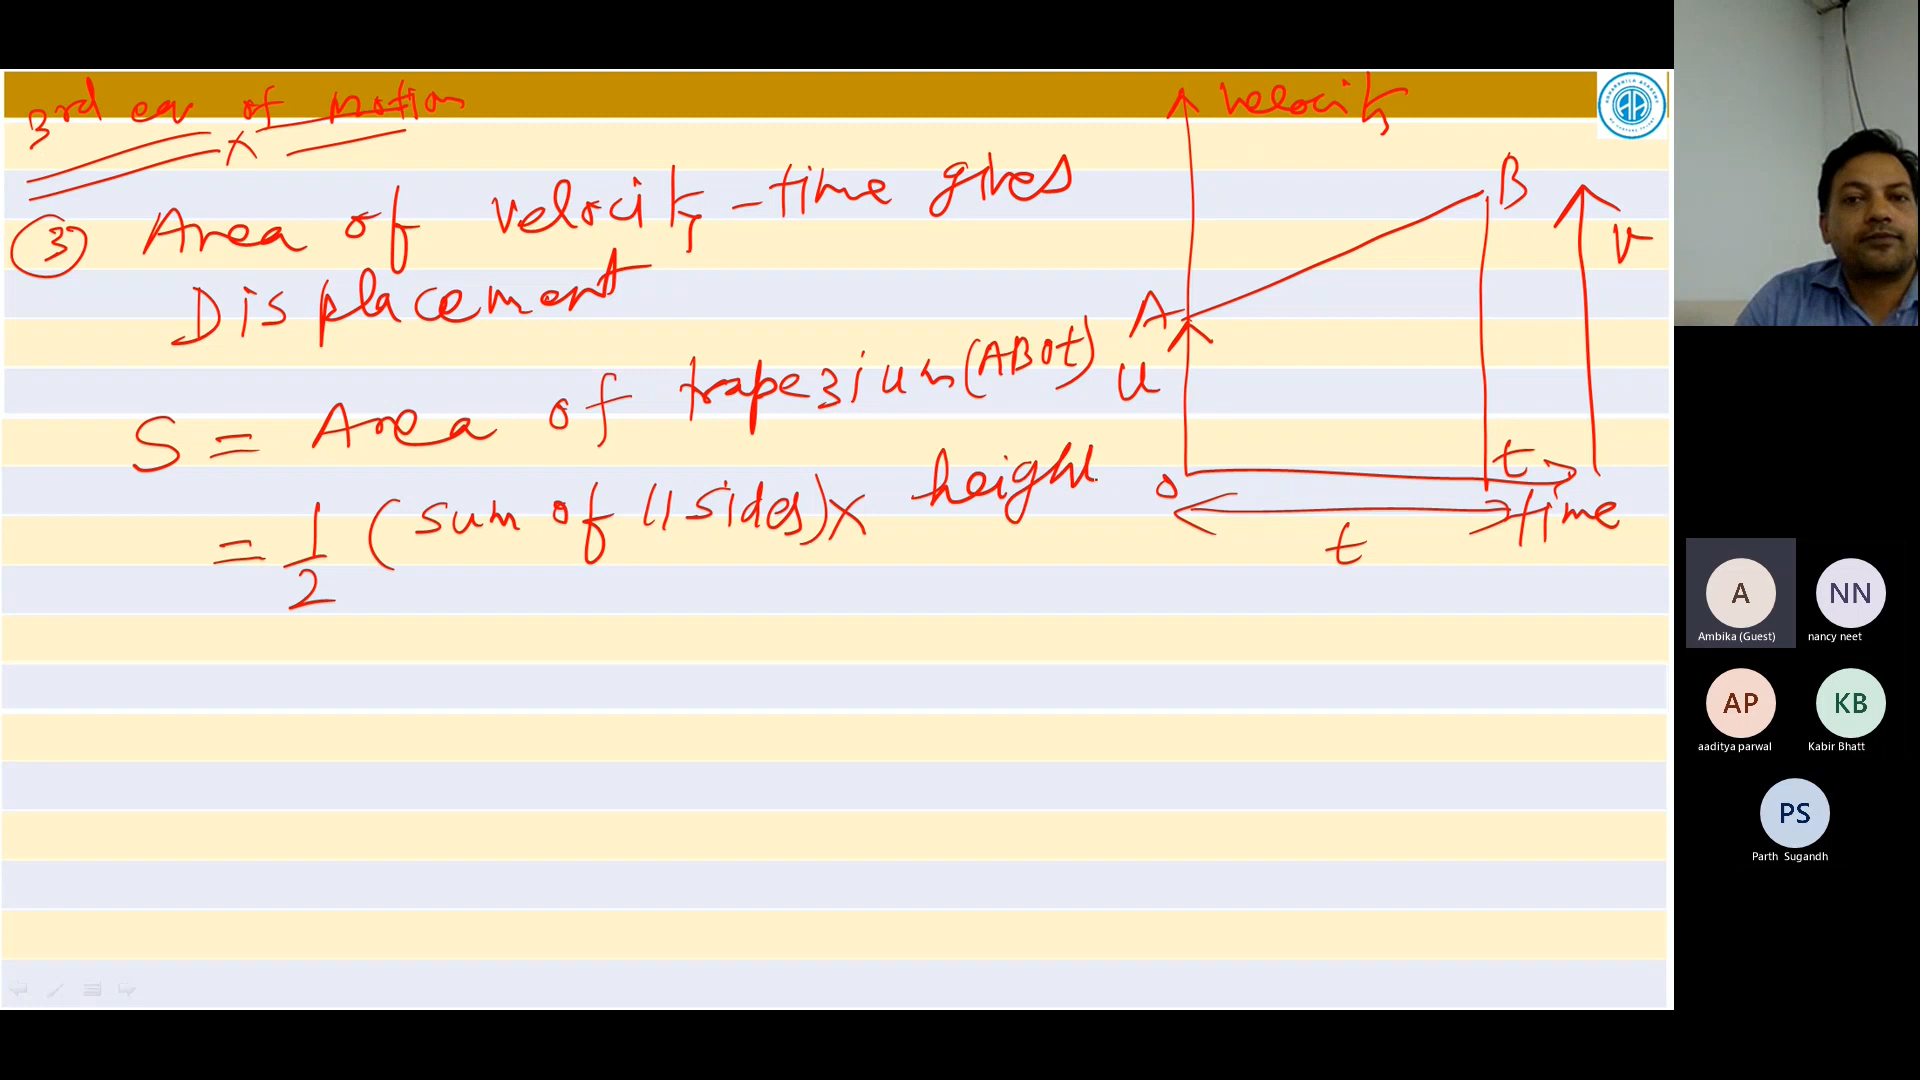 3rd eq of motion
velocity
③ Area of velocity-time gives
Displacement
S = Area of trapezium (ABOt)
= 1/2 (sum of || sides) x height
A
B
u
v
O
t
time
t
A
Ambika (Guest)
NN
nancy neet
AP
aaditya parwal
KB
Kabir Bhatt
PS
Parth Sugandh